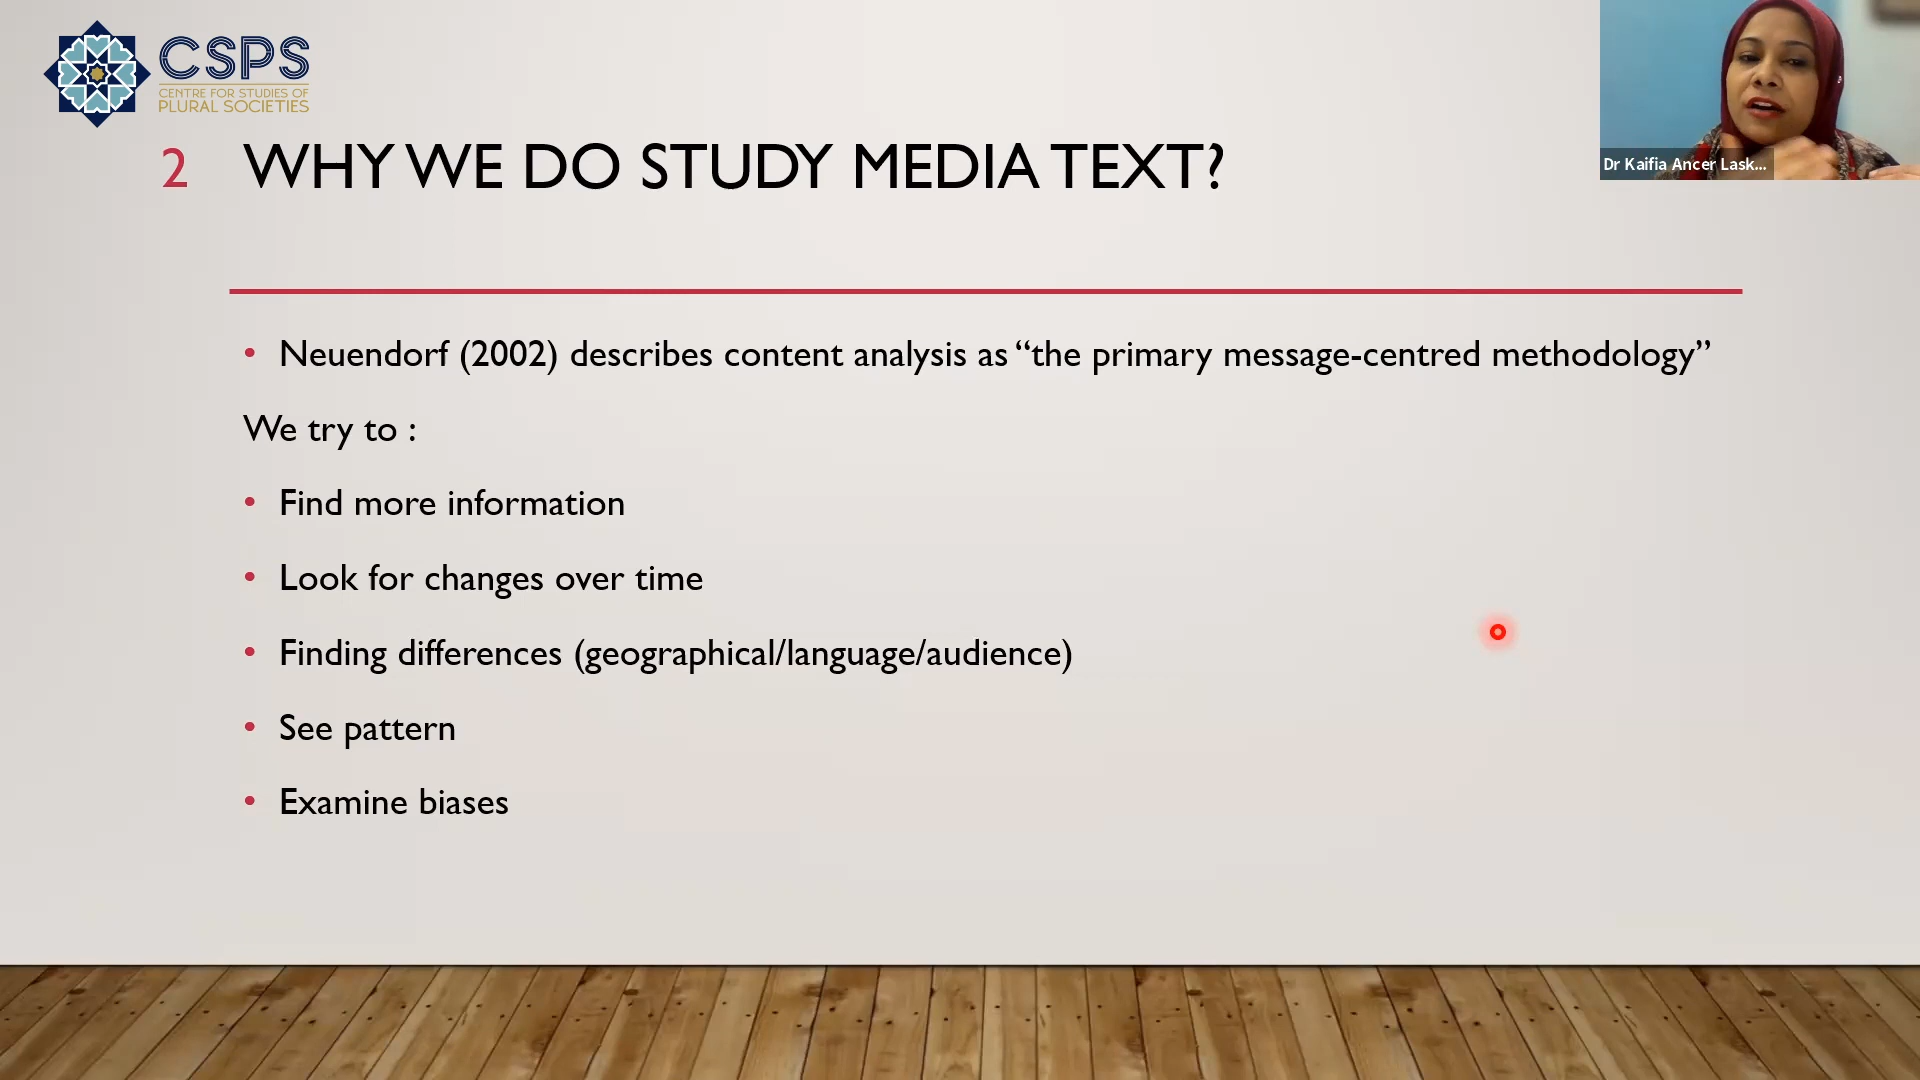 CSPS
CENTRE FOR STUDIES OF
PLURAL SOCIETIES
Dr Kaifia Ancer Lask...
2 WHY WE DO STUDY MEDIA TEXT?
• Neuendorf (2002) describes content analysis as “the primary message-centred methodology”
We try to :
• Find more information
• Look for changes over time
• Finding differences (geographical/language/audience)
• See pattern
• Examine biases